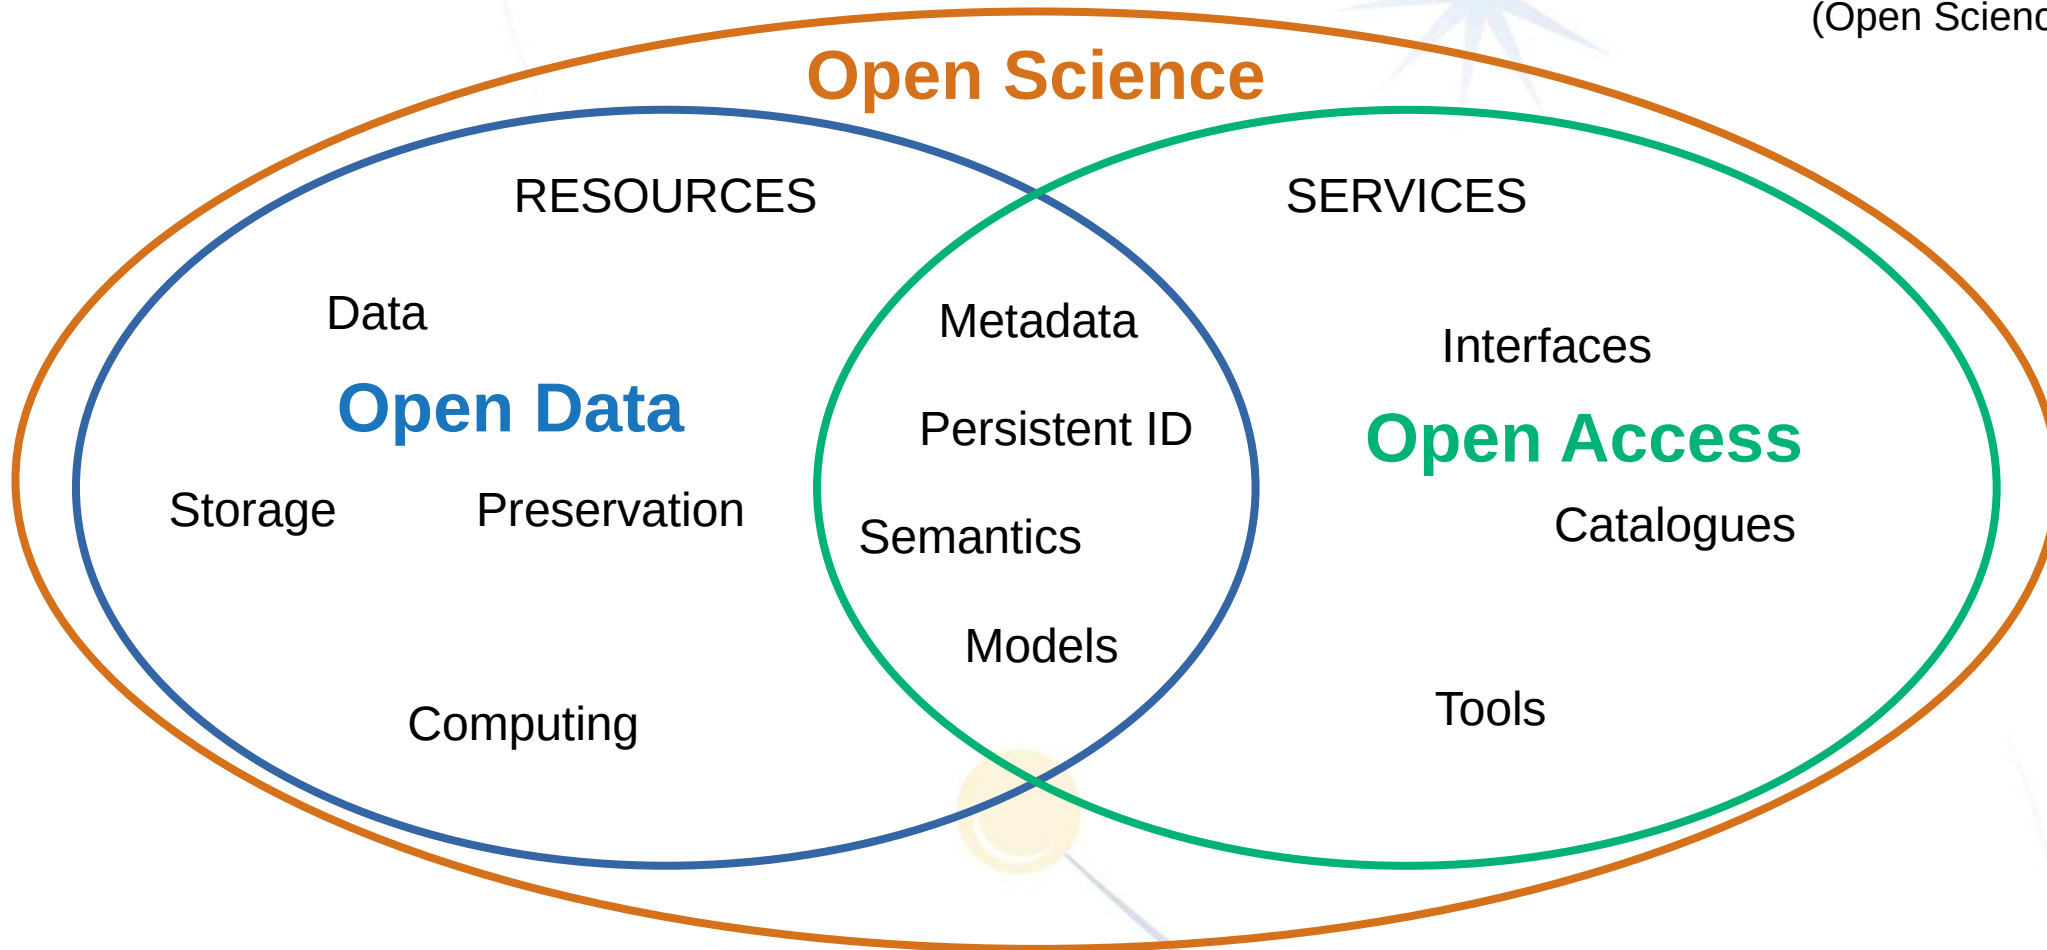 (Open Scienc
Open Science
RESOURCES
SERVICES
Data
Open Data
Storage
Preservation
Computing
Metadata
Persistent ID
Semantics
Models
Interfaces
Open Access
Catalogues
Tools